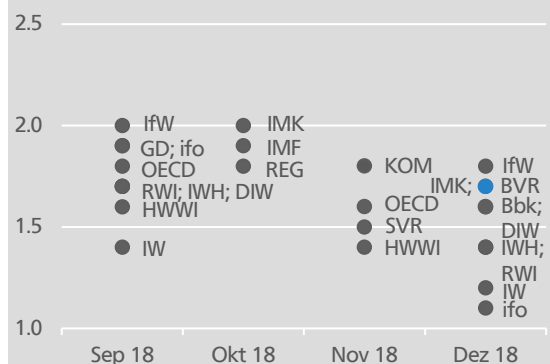 2.5
2.0
1.5
1.0
IfW
GD; ifo
OECD
RWI; IWH; DIW
HWWI
IW
IMK
IMF
REG
KOM
OECD
SVR
HWWI
IfW
IMK; BVR
Bbk;
DIW
IWH;
RWI
IW
ifo
Sep 18 Okt 18 Nov 18 Dez 18